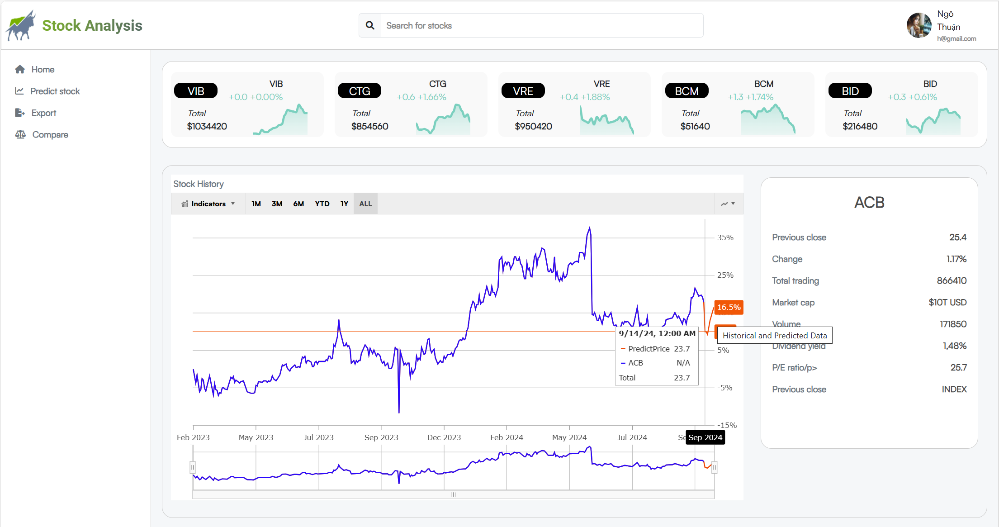 Stock Analysis
Search for stocks
Ngô
Thuận
h@gmail.com
Home
Predict stock
Export
Compare
VIB
VIB
+0.0 +0.00%
Total
$1034420
CTG
CTG
+0.6 +1.66%
Total
$854560
VRE
VRE
+0.4 +1.88%
Total
$950420
BCM
BCM
+1.3 +1.74%
Total
$51640
BID
BID
+0.3 +0.61%
Total
$216480
Stock History
Indicators 1M 3M 6M YTD 1Y ALL
35%
25%
16.5%
5%
-5%
-15%
9/14/24, 12:00 AM
PredictPrice 23.7
ACB N/A
Total 23.7
Historical and Predicted Data
Feb 2023 May 2023 Jul 2023 Sep 2023 Dec 2023 Feb 2024 May 2024 Jul 2024 Sep 2024
ACB
Previous close 25.4
Change 1.17%
Total trading 866410
Market cap $10T USD
Volume 171850
Dividend yield 1,48%
P/E ratio/p> 25.7
Previous close INDEX